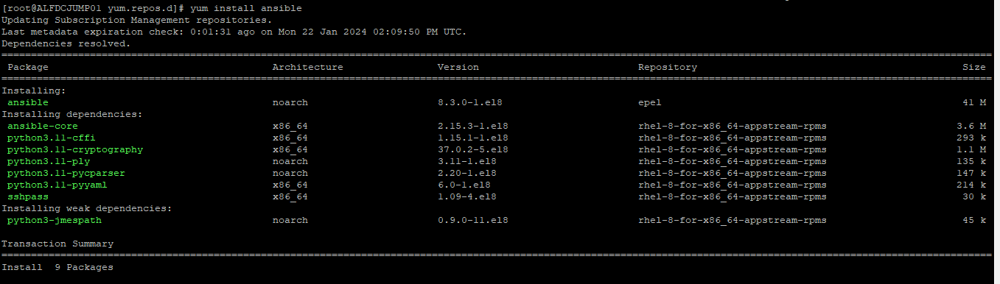 [root@ALFDCJUMP01 yum.repos.d]# yum install ansible
Updating Subscription Management repositories.
Last metadata expiration check: 0:01:31 ago on Mon 22 Jan 2024 02:09:50 PM UTC.
Dependencies resolved.
Package Architecture Version Repository Size
Installing:
ansible noarch 8.3.0-1.el8 epel 41 M
Installing dependencies:
ansible-core x86_64 2.15.3-1.el8 rhel-8-for-x86_64-appstream-rpms 3.6 M
python3.11-cffi x86_64 1.15.1-1.el8 rhel-8-for-x86_64-appstream-rpms 293 k
python3.11-cryptography x86_64 37.0.2-5.el8 rhel-8-for-x86_64-appstream-rpms 1.1 M
python3.11-ply noarch 3.11-1.el8 rhel-8-for-x86_64-appstream-rpms 135 k
python3.11-pycparser noarch 2.20-1.el8 rhel-8-for-x86_64-appstream-rpms 147 k
python3.11-pyyaml x86_64 6.0-1.el8 rhel-8-for-x86_64-appstream-rpms 214 k
sshpass x86_64 1.09-4.el8 rhel-8-for-x86_64-appstream-rpms 30 k
Installing weak dependencies:
python3-jmespath noarch 0.9.0-11.el8 rhel-8-for-x86_64-appstream-rpms 45 k
Transaction Summary
Install 9 Packages